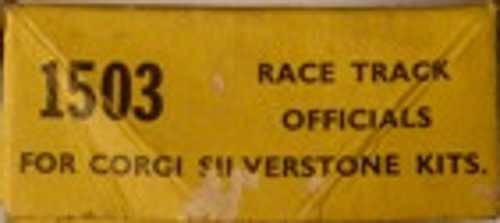 1503
RACE TRACK
OFFICIALS
FOR CORGI SILVERSTONE KITS.